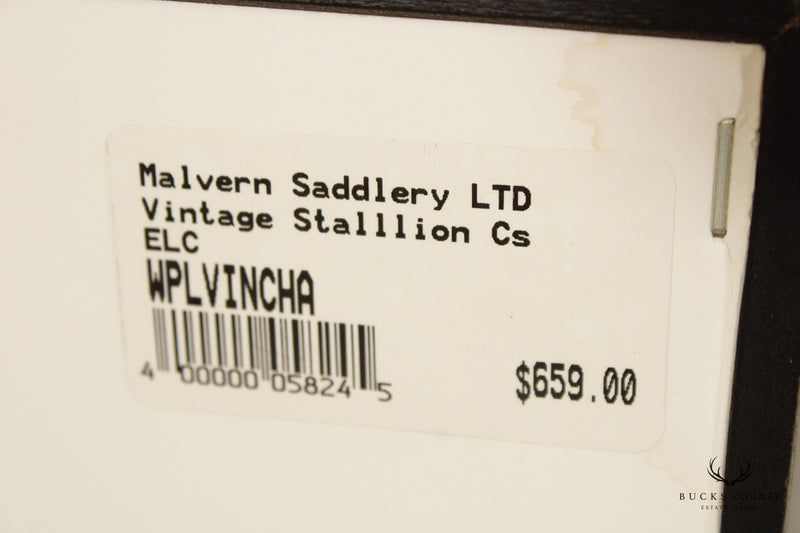 Malvern Saddlery LTD
Vintage Stalllion Cs
ELC
WPLVINCHA
4 00000 05824 5
$659.00
BUCKS COUNTY